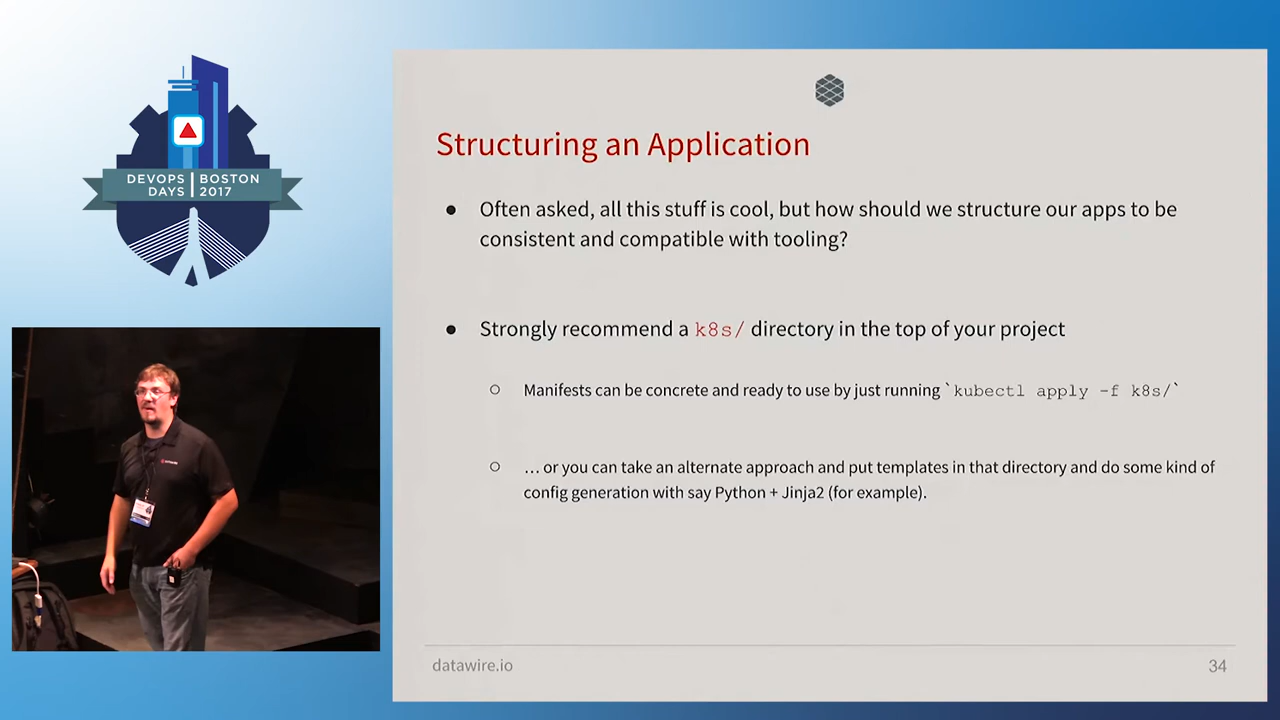 DEVOPS BOSTON
DAYS 2017
Structuring an Application
● Often asked, all this stuff is cool, but how should we structure our apps to be
consistent and compatible with tooling?
● Strongly recommend a k8s/ directory in the top of your project
○ Manifests can be concrete and ready to use by just running `kubectl apply -f k8s/`
○ … or you can take an alternate approach and put templates in that directory and do some kind of
config generation with say Python + Jinja2 (for example).
datawire.io
34